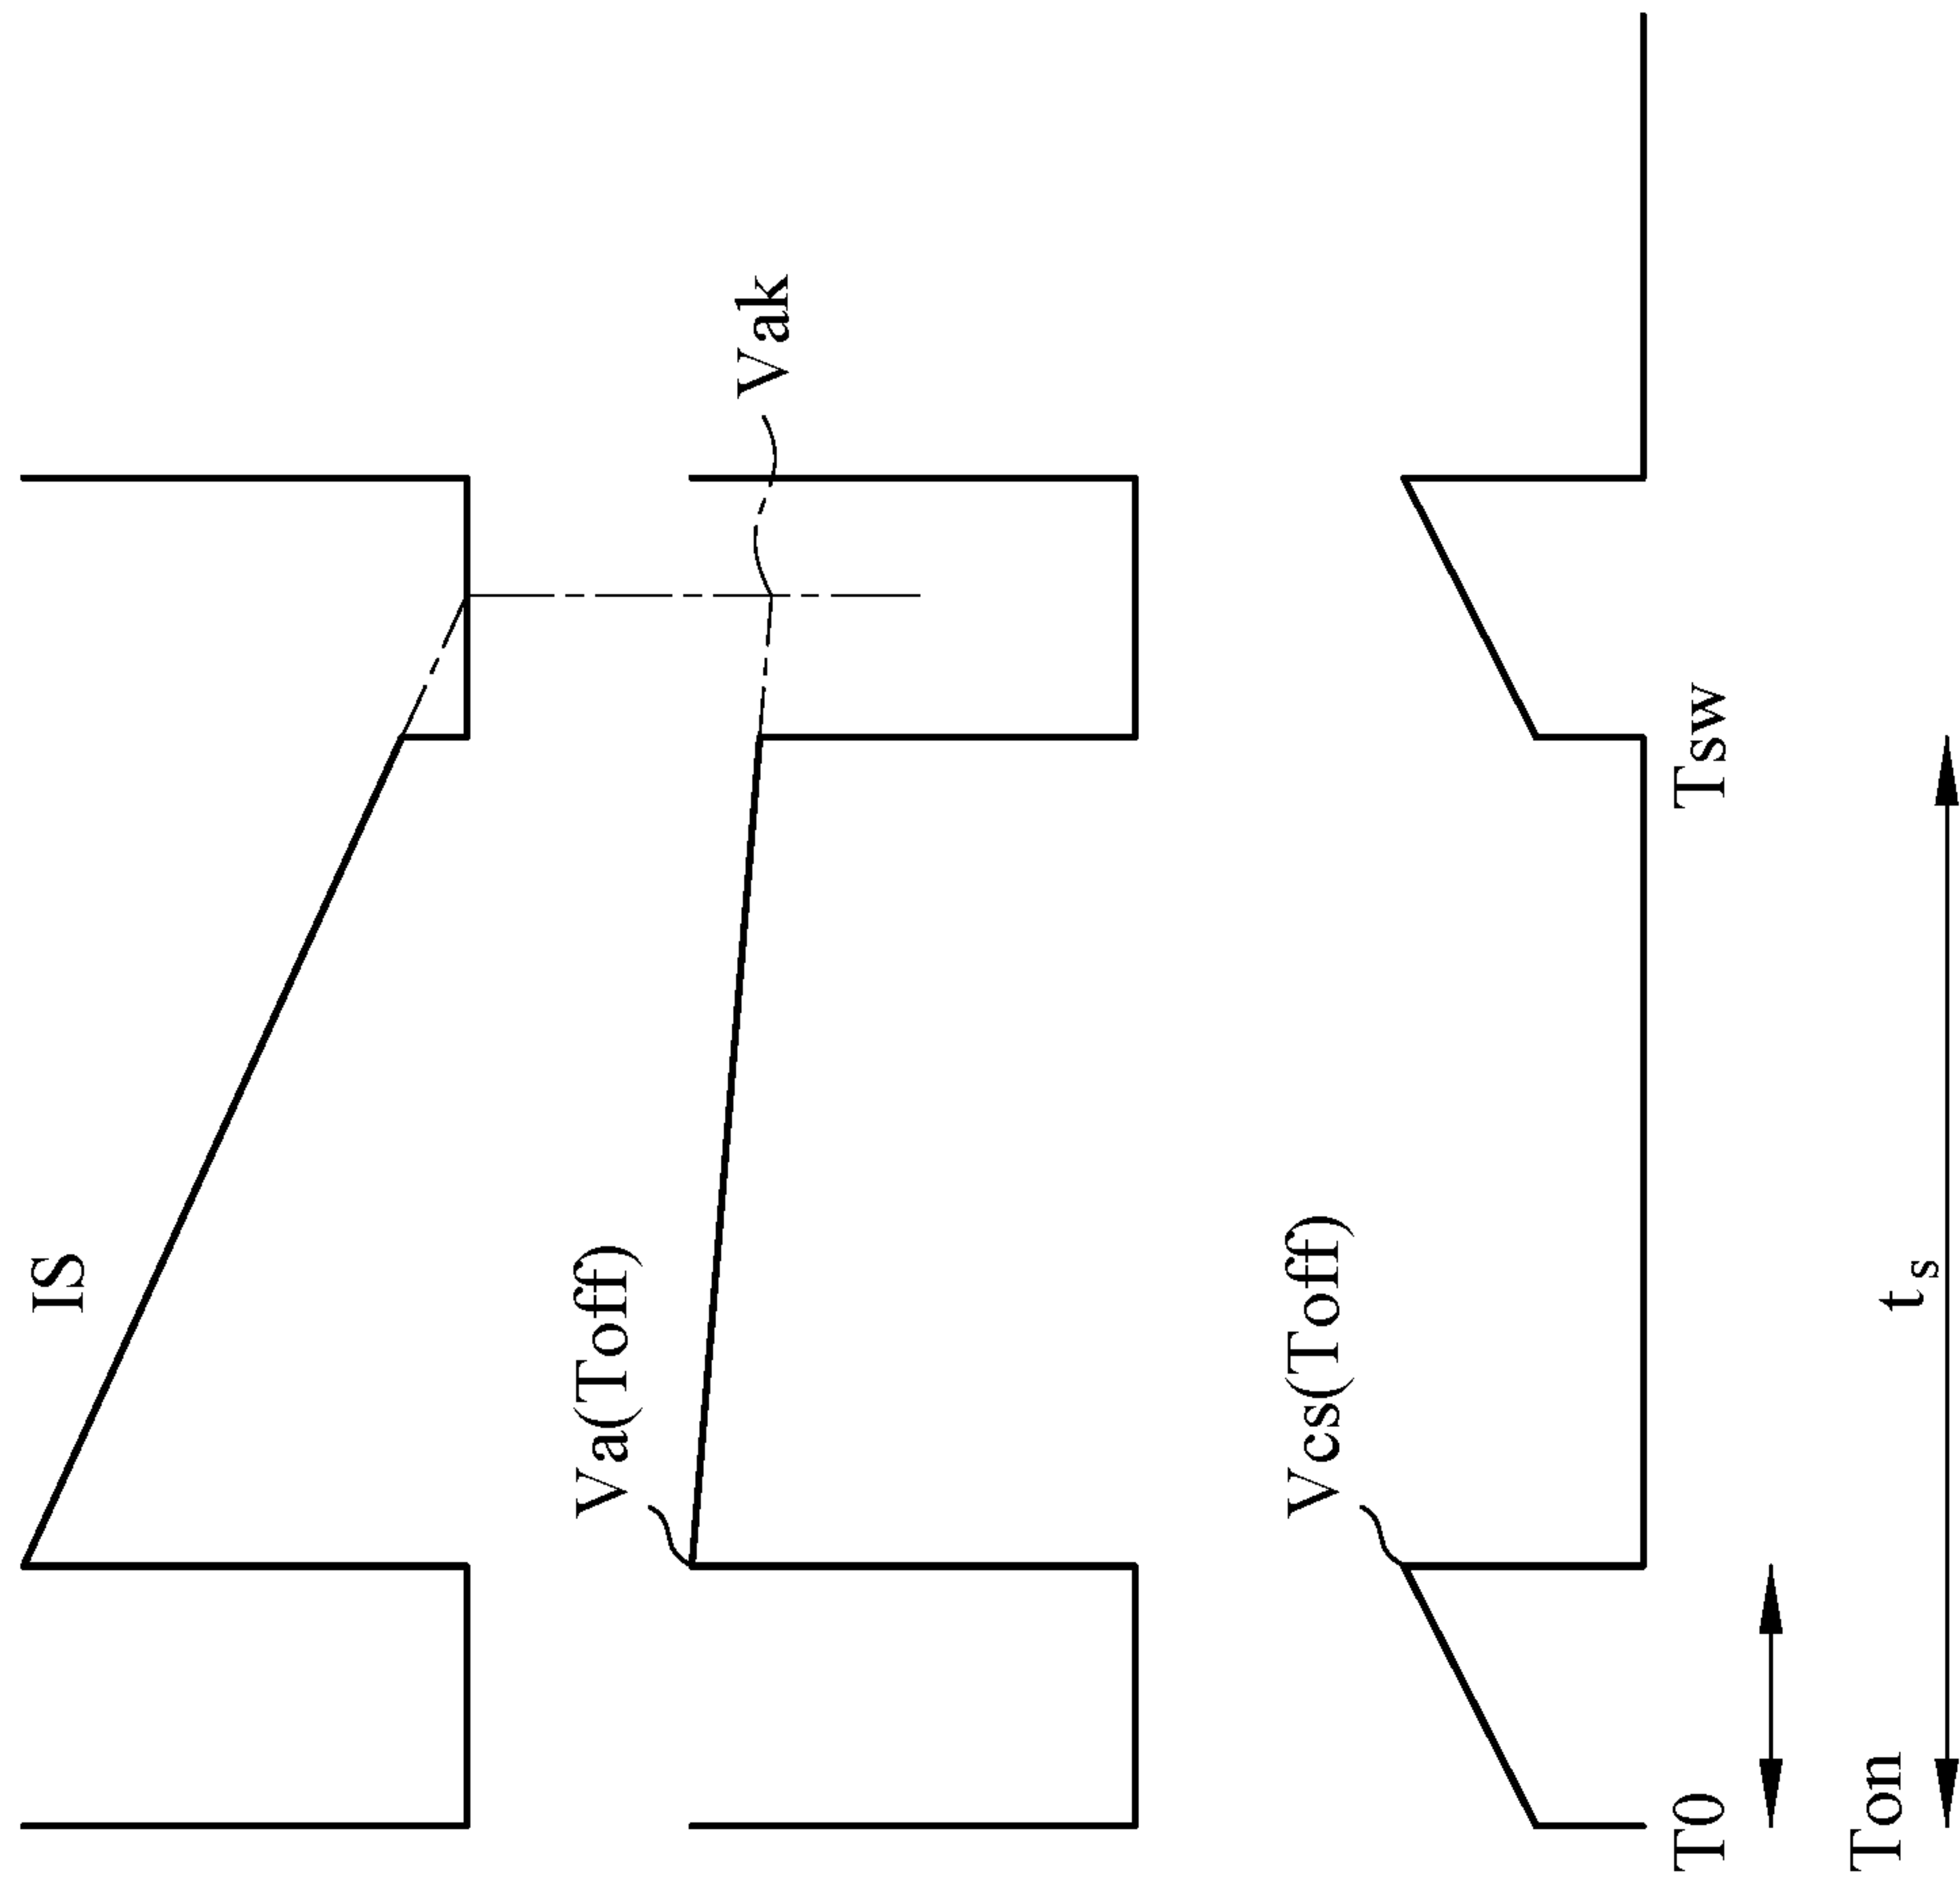 IS
Va(Toff)
Vak
Vcs(Toff)
T0
Tsw
Ton
ts